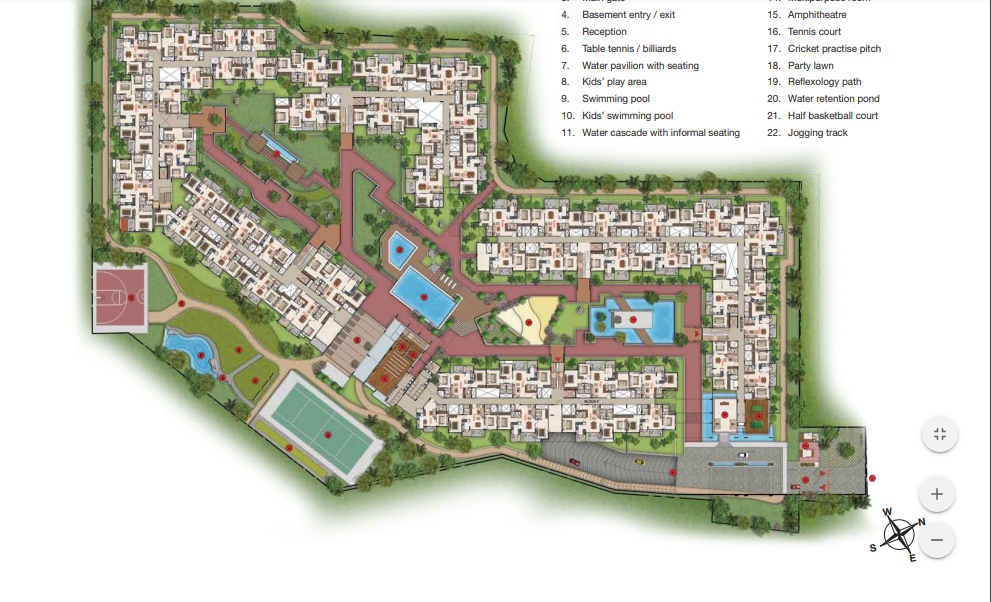 4. Basement entry / exit
5. Reception
6. Table tennis / billiards
7. Water pavilion with seating
8. Kids' play area
9. Swimming pool
10. Kids' swimming pool
11. Water cascade with informal seating
14. Multipurpose room
15. Amphitheatre
16. Tennis court
17. Cricket practise pitch
18. Party lawn
19. Reflexology path
20. Water retention pond
21. Half basketball court
22. Jogging track
W
N
S
E